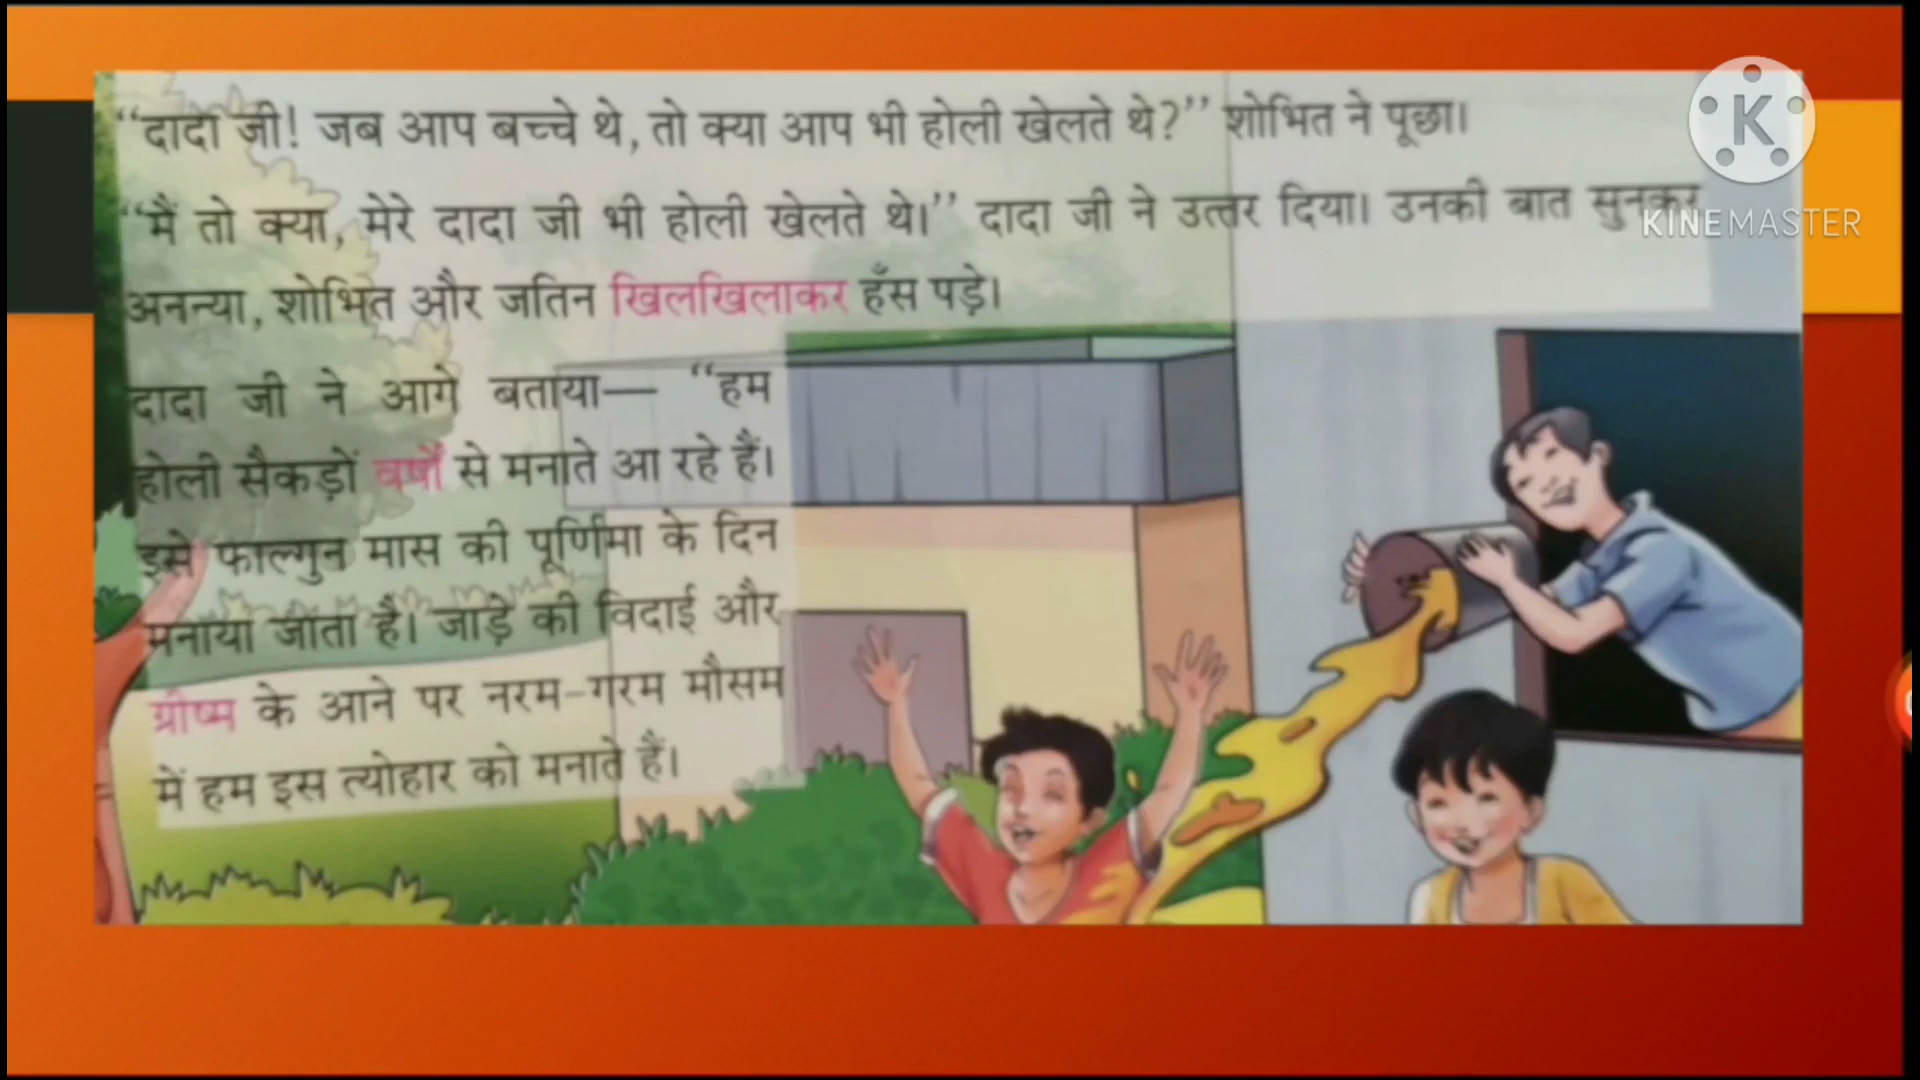 “दादा जी! जब आप बच्चे थे, तो क्या आप भी होली खेलते थे?” शोभित ने पूछा।
“मैं तो क्या, मेरे दादा जी भी होली खेलते थे।” दादा जी ने उत्तर दिया। उनकी बात सुनकर
अनन्या, शोभित और जतिन खिलखिलाकर हँस पड़े।
दादा जी ने आगे बताया— “हम
होली सैकड़ों वर्षों से मनाते आ रहे हैं।
इसे फाल्गुन मास की पूर्णिमा के दिन
मनाया जाता है। जाड़े की विदाई और
ग्रीष्म के आने पर नरम-गरम मौसम
में हम इस त्योहार को मनाते हैं।
K
KINEMASTER